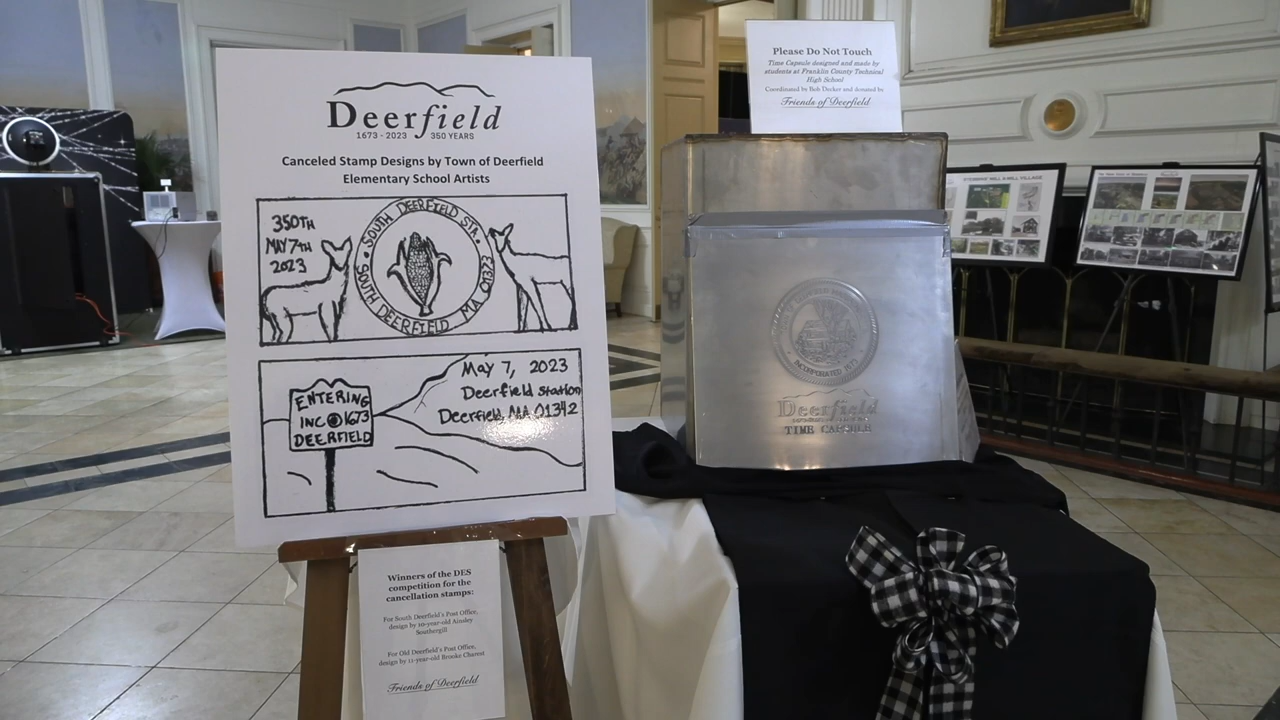 Deerfield
1673 - 2023 350 YEARS
Canceled Stamp Designs by Town of Deerfield
Elementary School Artists
350TH
MAY 7TH
2023
SOUTH DEERFIELD STA.
SOUTH DEERFIELD, MA 01373
May 7, 2023
Deerfield Station
Deerfield, MA 01342
ENTERING
INC 1673
DEERFIELD
Winners of the DES
competition for the
cancellation stamps:
For South Deerfield's Post Office,
design by 10-year-old Ainsley
Southergill
For Old Deerfield's Post Office,
design by 11-year-old Brooke Charest
Friends of Deerfield
Please Do Not Touch
Time Capsule designed and made by
students at Franklin County Technical
High School
Coordinated by Bob Decker and donated by
Friends of Deerfield
INCORPORATED 1673
Deerfield
TIME CAPSULE